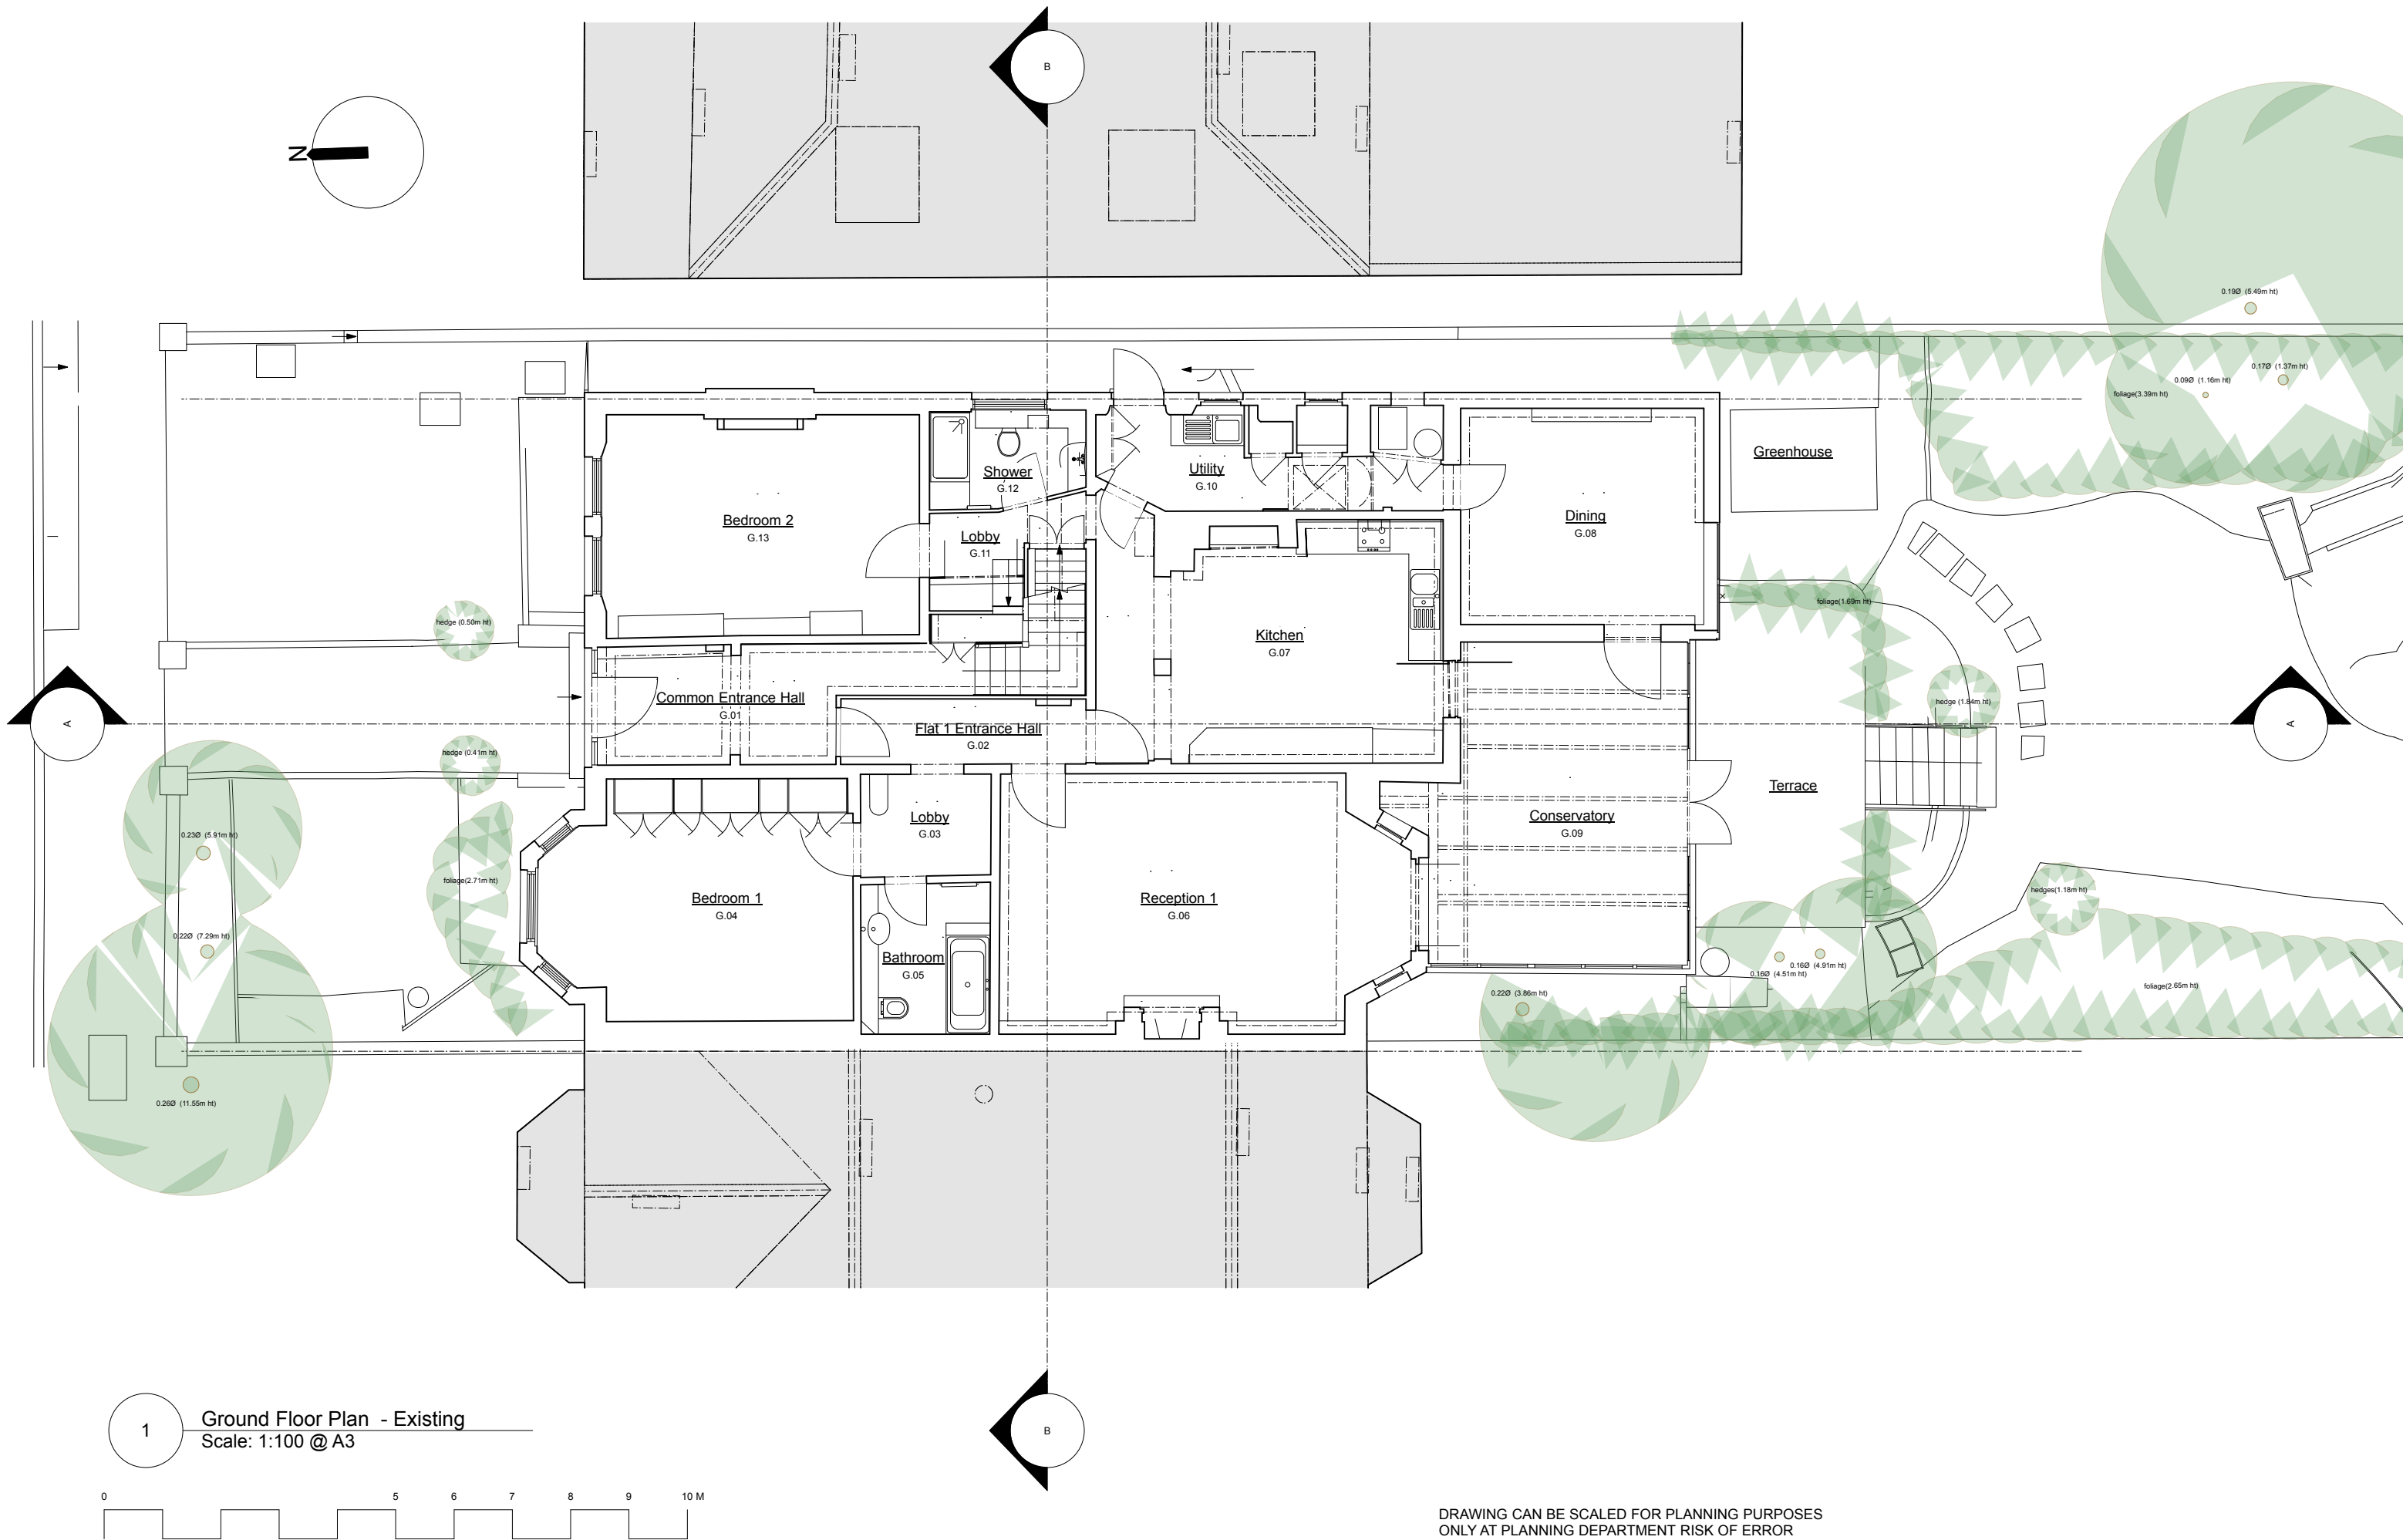 B
N
0.19Ø (5.49m ht)
0.17Ø (1.37m ht)
0.09Ø (1.16m ht)
foliage(3.39m ht)
Greenhouse
Shower
G.12
Utility
G.10
Bedroom 2
G.13
Dining
G.08
Lobby
G.11
foliage(1.69m ht)
hedge (0.50m ht)
Kitchen
G.07
Common Entrance Hall
G.01
hedge (1.84m ht)
A
A
Flat 1 Entrance Hall
G.02
hedge (0.41m ht)
Terrace
Lobby
G.03
Conservatory
G.09
0.23Ø (5.91m ht)
foliage(2.71m ht)
hedges(1.18m ht)
Bedroom 1
G.04
Reception 1
G.06
0.22Ø (7.29m ht)
Bathroom
G.05
0.16Ø (4.91m ht)
0.16Ø (4.51m ht)
foliage(2.65m ht)
0.22Ø (3.86m ht)
0.26Ø (11.55m ht)
1
Ground Floor Plan - Existing
Scale: 1:100 @ A3
B
0 5 6 7 8 9 10 M
DRAWING CAN BE SCALED FOR PLANNING PURPOSES
ONLY AT PLANNING DEPARTMENT RISK OF ERROR